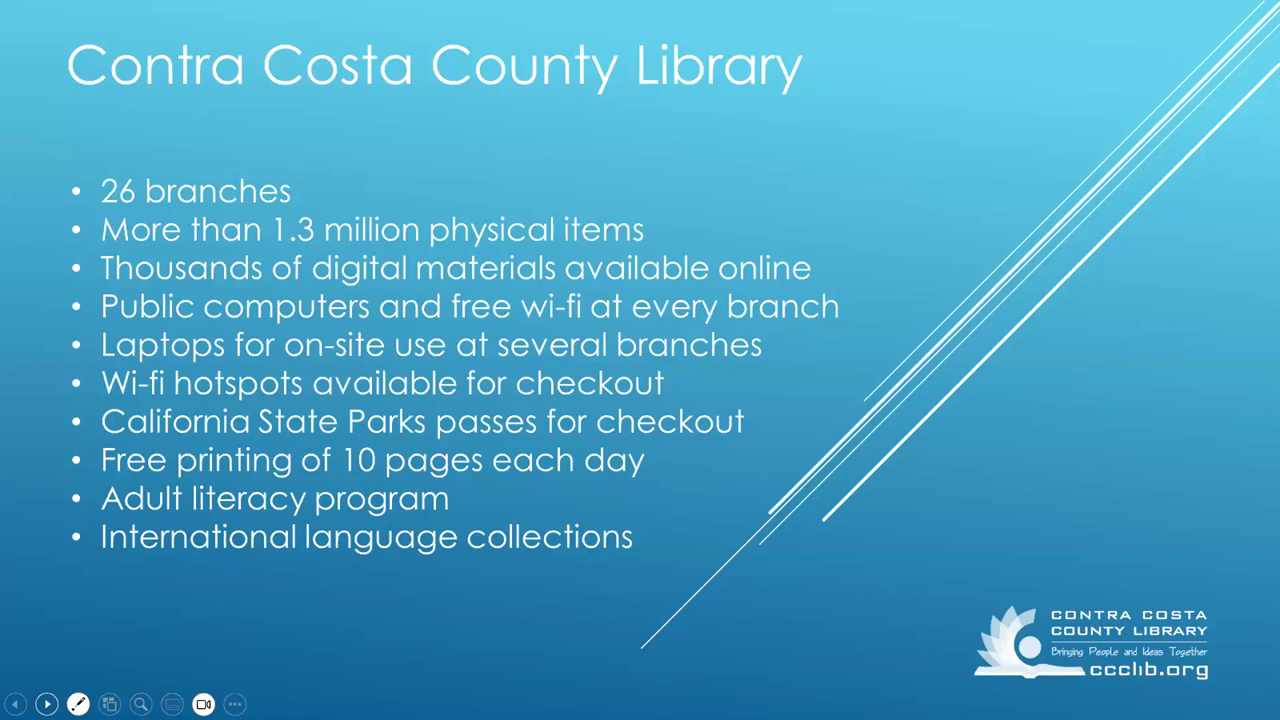 Contra Costa County Library
• 26 branches
• More than 1.3 million physical items
• Thousands of digital materials available online
• Public computers and free wi-fi at every branch
• Laptops for on-site use at several branches
• Wi-fi hotspots available for checkout
• California State Parks passes for checkout
• Free printing of 10 pages each day
• Adult literacy program
• International language collections
CONTRA COSTA
COUNTY LIBRARY
Bringing People and Ideas Together
ccclib.org